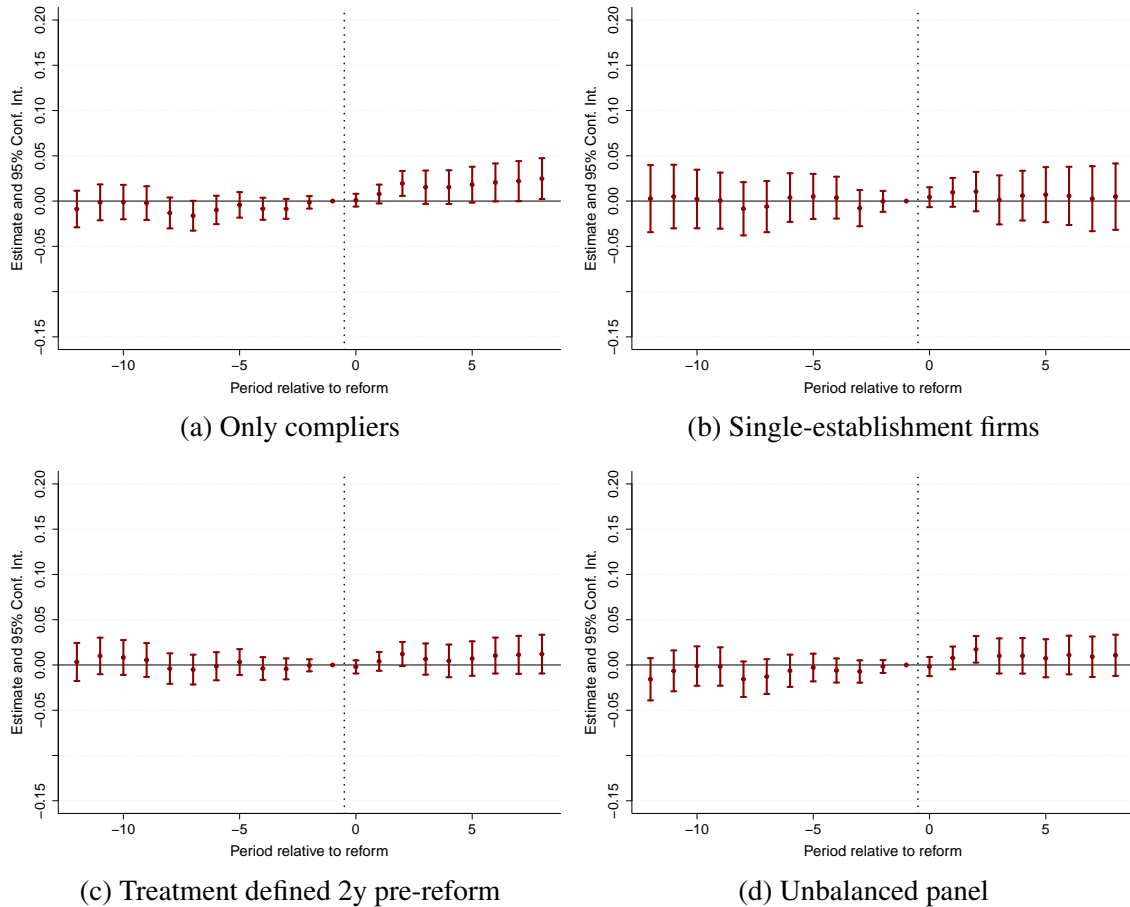 0.20
0.15
0.10
0.05
0.00
−0.05
−0.15
Estimate and 95% Conf. Int.
−10 −5 0 5
Period relative to reform
(a) Only compliers
0.20
0.15
0.10
0.05
0.00
−0.05
−0.15
Estimate and 95% Conf. Int.
−10 −5 0 5
Period relative to reform
(b) Single-establishment firms
0.20
0.15
0.10
0.05
0.00
−0.05
−0.15
Estimate and 95% Conf. Int.
−10 −5 0 5
Period relative to reform
(c) Treatment defined 2y pre-reform
0.20
0.15
0.10
0.05
0.00
−0.05
−0.15
Estimate and 95% Conf. Int.
−10 −5 0 5
Period relative to reform
(d) Unbalanced panel